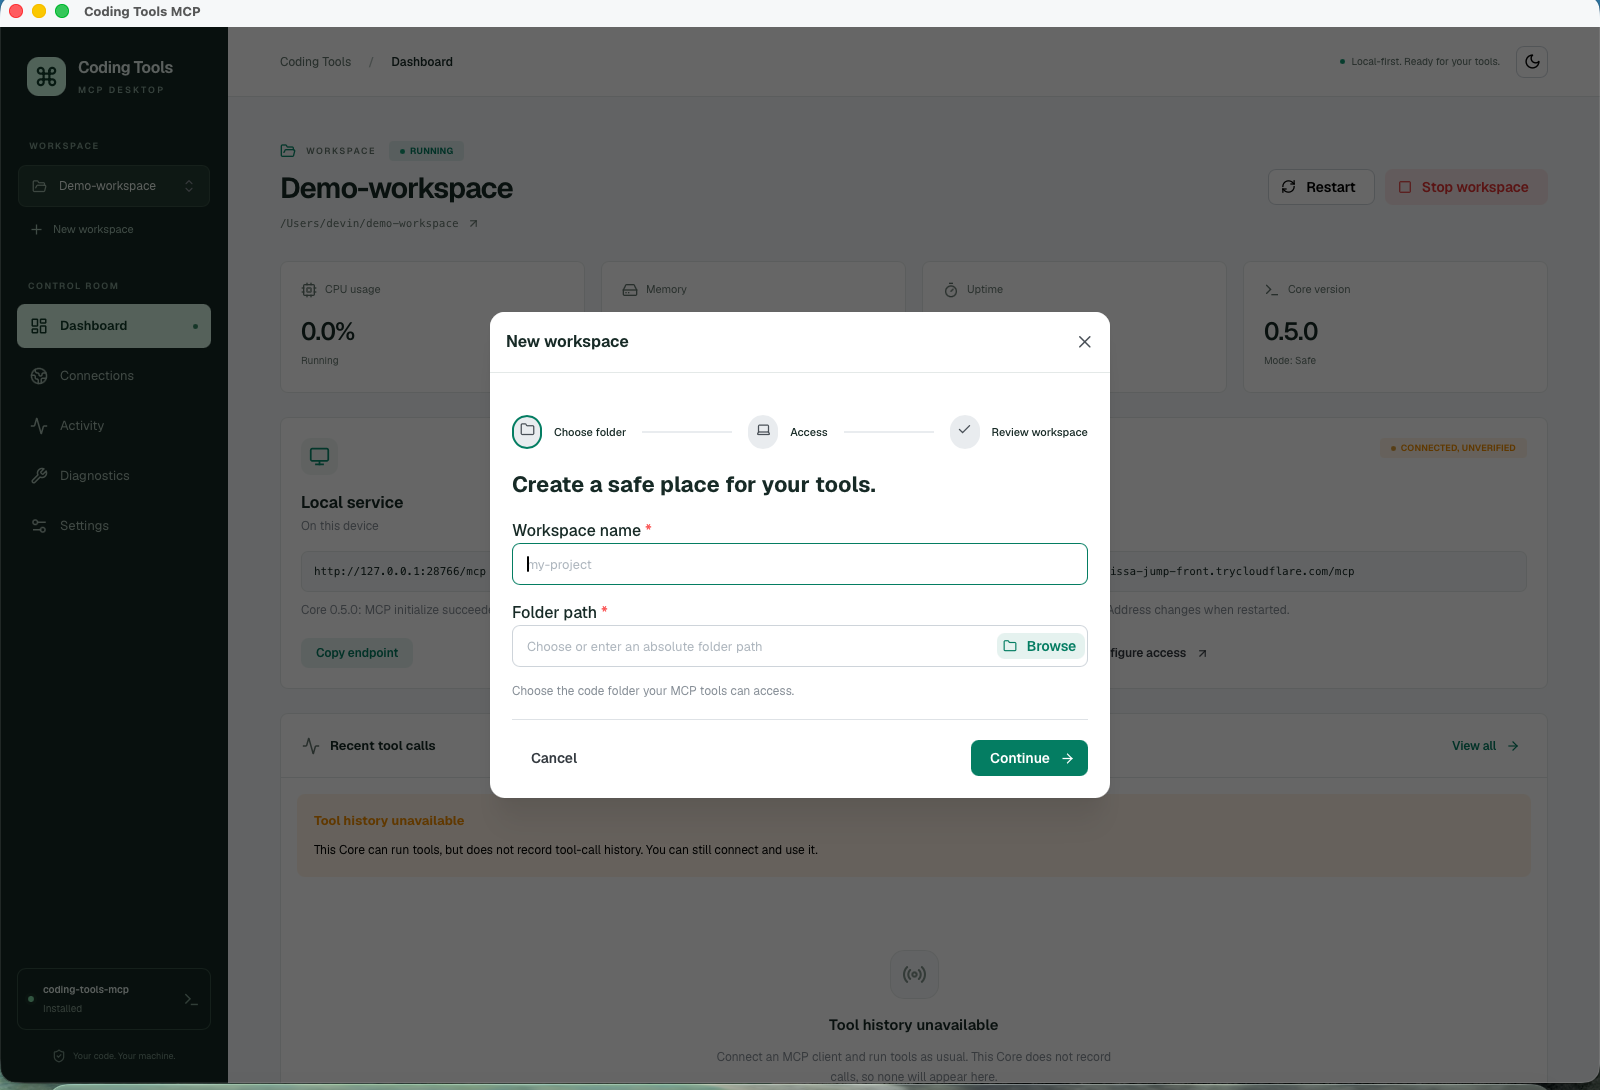 Coding Tools MCP
Coding Tools
MCP DESKTOP
WORKSPACE
Demo-workspace
New workspace
CONTROL ROOM
Dashboard
Connections
Activity
Diagnostics
Settings
coding-tools-mcp
Installed
Your code. Your machine.
Coding Tools / Dashboard
Local-first. Ready for your tools.
WORKSPACE RUNNING
Demo-workspace
/Users/devin/demo-workspace
Restart
Stop workspace
CPU usage
0.0%
Running
Memory
Uptime
Core version
0.5.0
Mode: Safe
Local service
On this device
http://127.0.0.1:28766/mcp
Core 0.5.0: MCP initialize succeede
Copy endpoint
CONNECTED, UNVERIFIED
issa-jump-front.trycloudflare.com/mcp
Address changes when restarted.
figure access
New workspace
Choose folder
Access
Review workspace
Create a safe place for your tools.
Workspace name *
my-project
Folder path *
Choose or enter an absolute folder path
Browse
Choose the code folder your MCP tools can access.
Cancel
Continue
Recent tool calls
View all
Tool history unavailable
This Core can run tools, but does not record tool-call history. You can still connect and use it.
Tool history unavailable
Connect an MCP client and run tools as usual. This Core does not record
calls, so none will appear here.